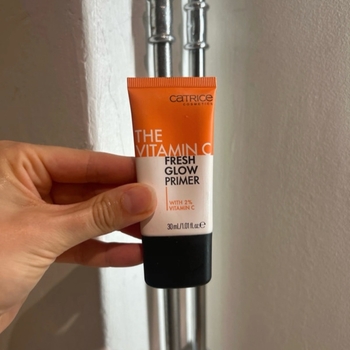 CATRICE
COSMETICS
THE
VITAMIN C
FRESH
GLOW
PRIMER
WITH 2%
VITAMIN C
30 mL/1.01 fl.oz.℮